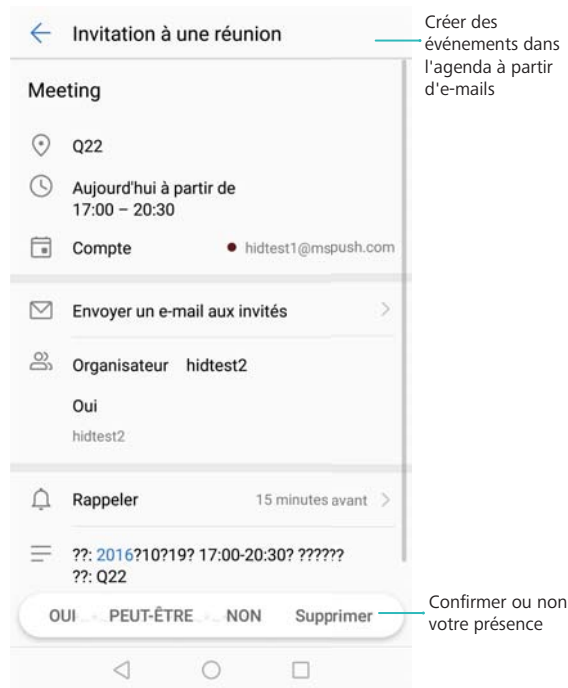 Invitation à une réunion
Créer des
événements dans
l'agenda à partir
d'e-mails
Meeting
Q22
Aujourd'hui à partir de
17:00 – 20:30
Compte hidtest1@mspush.com
Envoyer un e-mail aux invités
Organisateur hidtest2
Oui
hidtest2
Rappeler 15 minutes avant
??: 2016?10?19? 17:00-20:30? ??????
??: Q22
OUI PEUT-ÊTRE NON Supprimer
Confirmer ou non
votre présence